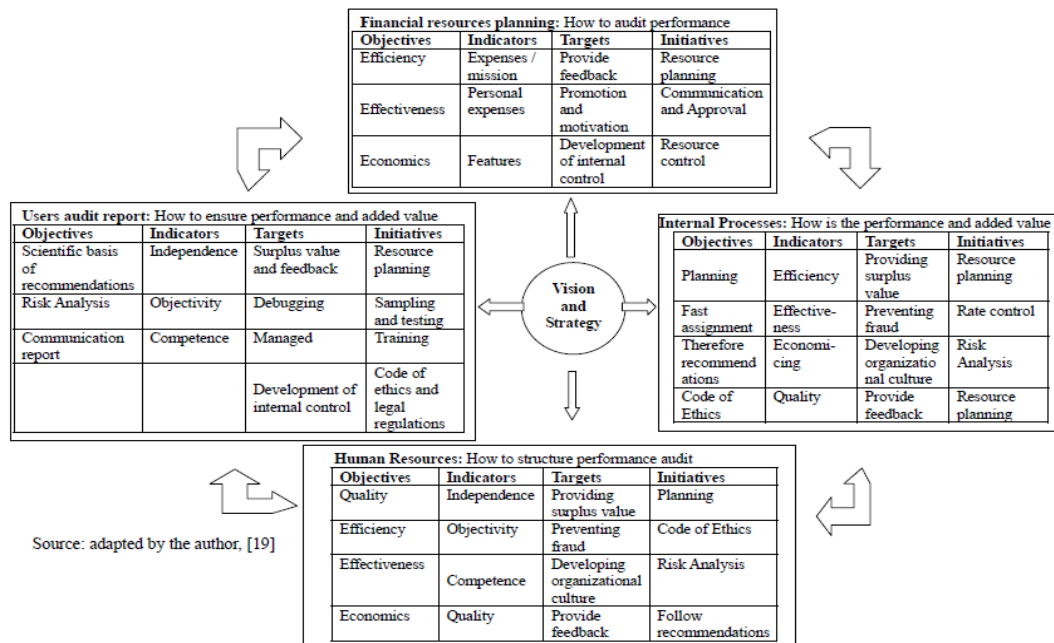 Financial resources planning: How to audit performance
Objectives Indicators Targets Initiatives
Efficiency Expenses / mission Provide feedback Resource planning
Effectiveness Personal expenses Promotion and motivation Communication and Approval
Economics Features Development of internal control Resource control
Users audit report: How to ensure performance and added value
Objectives Indicators Targets Initiatives
Scientific basis of recommendations Independence Surplus value and feedback Resource planning
Risk Analysis Objectivity Debugging Sampling and testing
Communication report Competence Managed Training
Development of internal control Code of ethics and legal regulations
Vision
and
Strategy
Internal Processes: How is the performance and added value
Objectives Indicators Targets Initiatives
Planning Efficiency Providing surplus value Resource planning
Fast assignment Effective-ness Preventing fraud Rate control
Therefore recommend ations Economi-cing Developing organizatio nal culture Risk Analysis
Code of Ethics Quality Provide feedback Resource planning
Human Resources: How to structure performance audit
Objectives Indicators Targets Initiatives
Quality Independence Providing surplus value Planning
Efficiency Objectivity Preventing fraud Code of Ethics
Effectiveness Competence Developing organizational culture Risk Analysis
Economics Quality Provide feedback Follow recommendations
Source: adapted by the author, [19]